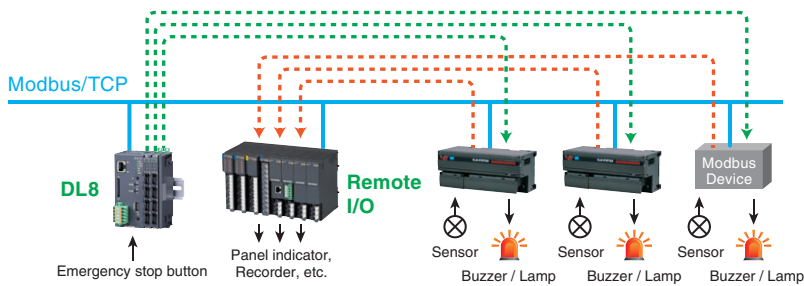 Modbus/TCP
DL8
Remote
I/O
Modbus
Device
Emergency stop button
Panel indicator,
Recorder, etc.
Sensor
Buzzer / Lamp
Sensor
Buzzer / Lamp
Sensor
Buzzer / Lamp